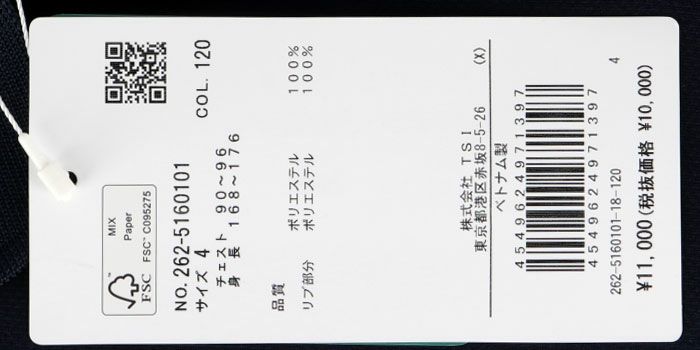 MIX
Paper
FSC™ C095275
FSC
NO. 262-5160101 COL. 120
サイズ 4
チェスト 90~96
身 長 168~176
品質 ポリエステル 100%
リブ部分 ポリエステル 100%
株式会社 TSI
東京都港区赤坂8-5-26 (X)
ベトナム製
4549624971397
4549624971397
262-5160101-18-120 4
¥11,000(税抜価格 ¥10,000)